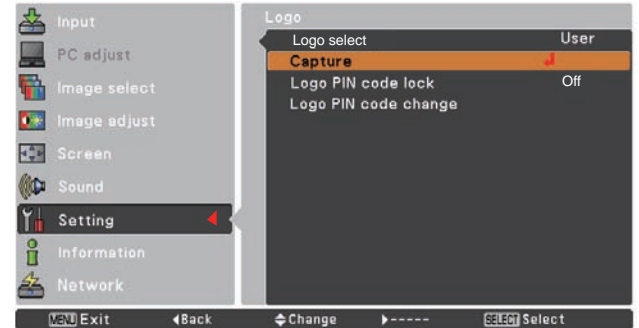 Input
PC adjust
Image select
Image adjust
Screen
Sound
Setting
Information
Network
Logo
Logo select User
Capture
Logo PIN code lock Off
Logo PIN code change
MENU Exit Back Change ----- SELECT Select